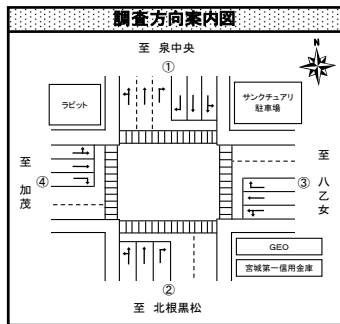 調査方向案内図
至 泉中央
①
N
ラビット
サンクチュアリ
駐車場
至 加茂
④
③
至 八乙女
GEO
宮城第一信用金庫
②
至 北根黒松